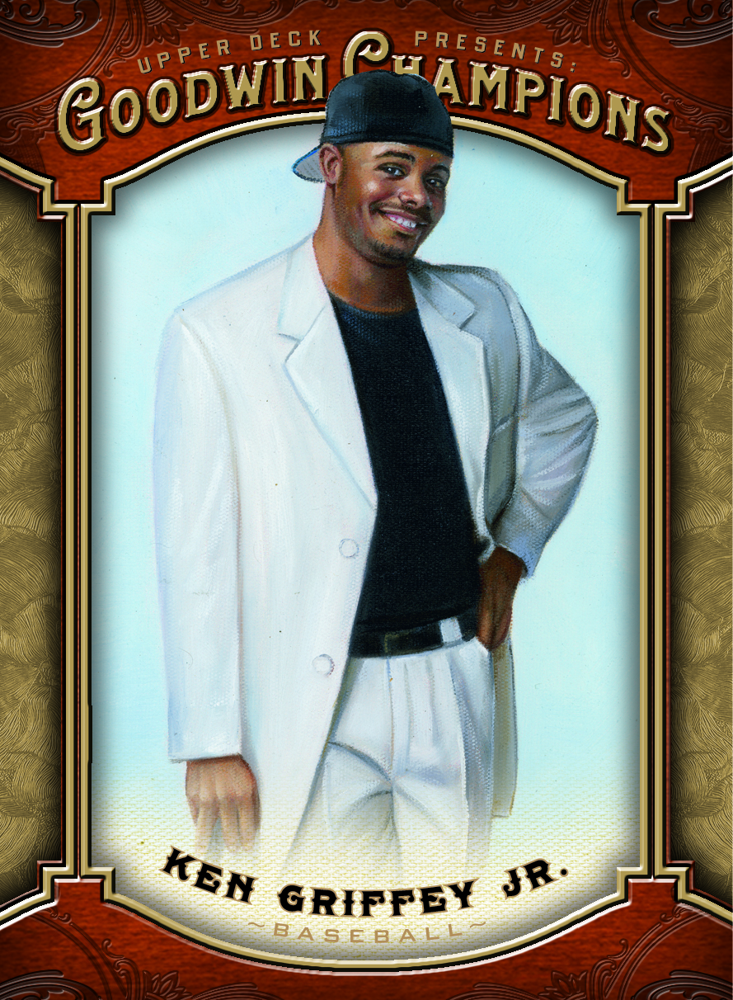 UPPER DECK PRESENTS:
GOODWIN CHAMPIONS
KEN GRIFFEY JR.
~BASEBALL~